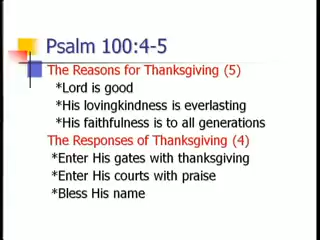 Psalm 100:4-5
The Reasons for Thanksgiving (5)
*Lord is good
*His lovingkindness is everlasting
*His faithfulness is to all generations
The Responses of Thanksgiving (4)
*Enter His gates with thanksgiving
*Enter His courts with praise
*Bless His name